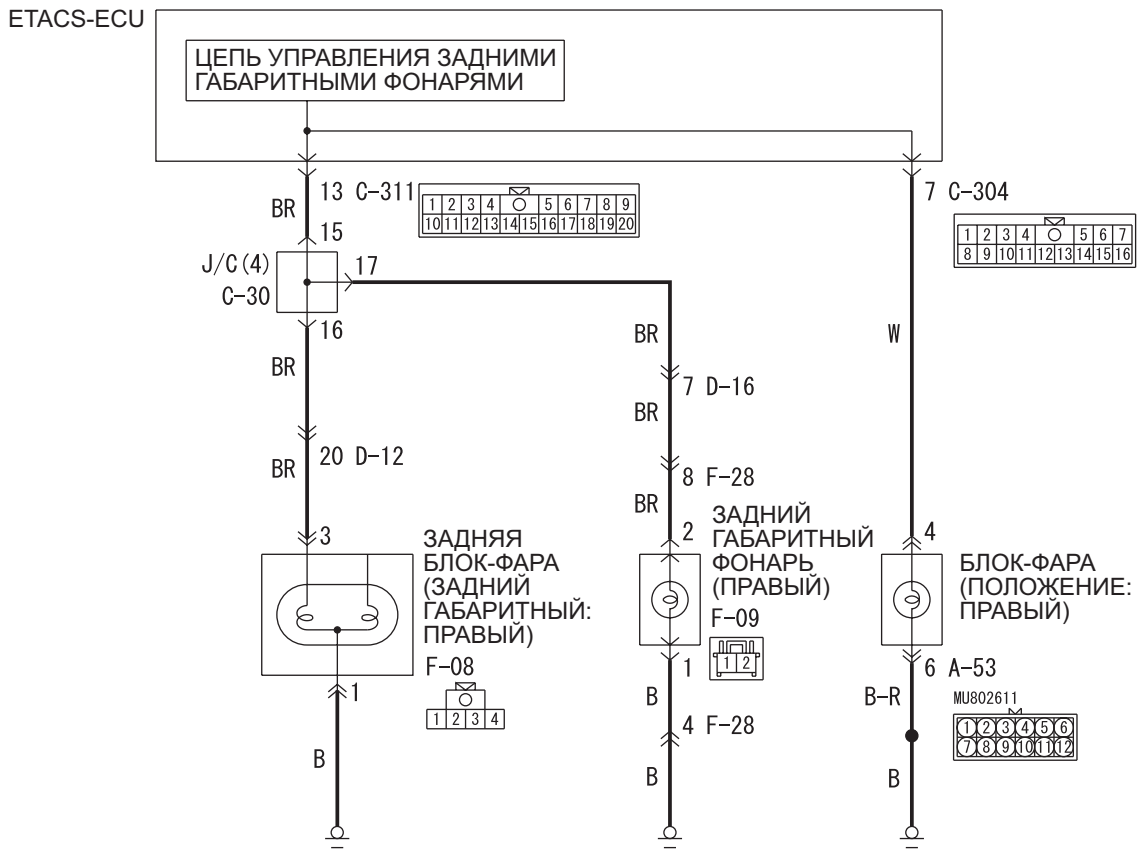 ETACS-ECU
ЦЕПЬ УПРАВЛЕНИЯ ЗАДНИМИ
ГАБАРИТНЫМИ ФОНАРЯМИ
13 C-311
1 2 3 4 5 6 7 8 9
10 11 12 13 14 15 16 17 18 19 20
7 C-304
1 2 3 4 5 6 7
8 9 10 11 12 13 14 15 16
BR
15
J/C(4)
C-30
17
16
BR
BR
W
7 D-16
BR
20 D-12
BR
8 F-28
BR
3
2
4
ЗАДНЯЯ
БЛОК-ФАРА
(ЗАДНИЙ
ГАБАРИТНЫЙ:
ПРАВЫЙ)
F-08
1 2 3 4
ЗАДНИЙ
ГАБАРИТНЫЙ
ФОНАРЬ
(ПРАВЫЙ)
F-09
1 2
БЛОК-ФАРА
(ПОЛОЖЕНИЕ:
ПРАВЫЙ)
1
1
6 A-53
MU802611
1 2 3 4 5 6
7 8 9 10 11 12
B
B-R
4 F-28
B
B
B